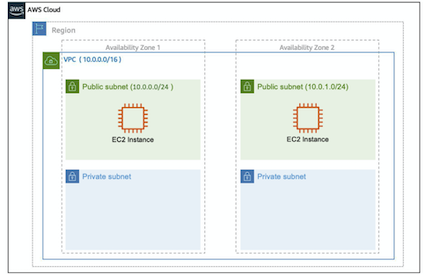 aws
AWS Cloud
Region
Availability Zone 1
Availability Zone 2
VPC ( 10.0.0.0/16 )
Public subnet (10.0.0.0/24 )
Public subnet (10.0.1.0/24)
EC2 Instance
EC2 Instance
Private subnet
Private subnet